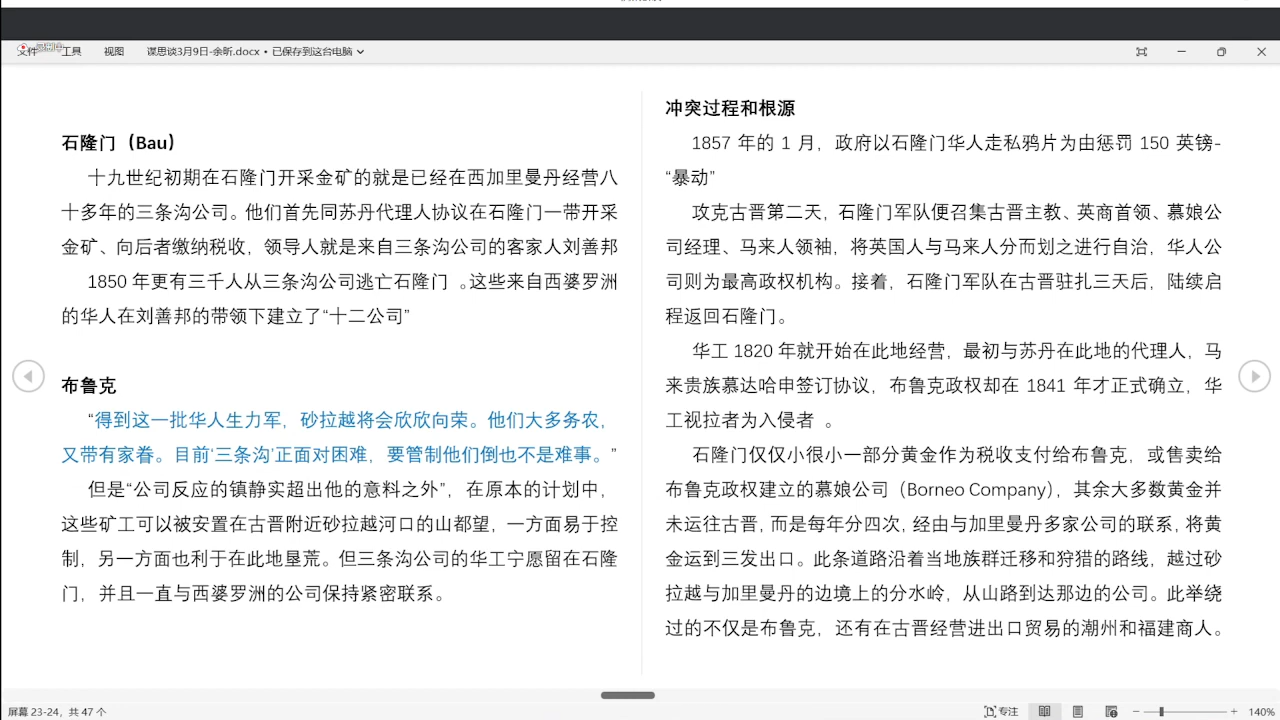 文件
工具
视图
谋思谈3月9日-余昕.docx • 已保存到这台电脑
石隆门（Bau）
十九世纪初期在石隆门开采金矿的就是已经在西加里曼丹经营八
十多年的三条沟公司。他们首先同苏丹代理人协议在石隆门一带开采
金矿、向后者缴纳税收，领导人就是来自三条沟公司的客家人刘善邦
1850 年更有三千人从三条沟公司逃亡石隆门 。这些来自西婆罗洲
的华人在刘善邦的带领下建立了“十二公司”
布鲁克
“得到这一批华人生力军，砂拉越将会欣欣向荣。他们大多务农，
又带有家眷。目前‘三条沟’正面对困难，要管制他们倒也不是难事。”
但是“公司反应的镇静实超出他的意料之外”，在原本的计划中，
这些矿工可以被安置在古晋附近砂拉越河口的山都望，一方面易于控
制，另一方面也利于在此地垦荒。但三条沟公司的华工宁愿留在石隆
门，并且一直与西婆罗洲的公司保持紧密联系。
冲突过程和根源
1857 年的 1 月，政府以石隆门华人走私鸦片为由惩罚 150 英镑-
“暴动”
攻克古晋第二天，石隆门军队便召集古晋主教、英商首领、慕娘公
司经理、马来人领袖，将英国人与马来人分而划之进行自治，华人公
司则为最高政权机构。接着，石隆门军队在古晋驻扎三天后，陆续启
程返回石隆门。
华工 1820 年就开始在此地经营，最初与苏丹在此地的代理人，马
来贵族慕达哈申签订协议，布鲁克政权却在 1841 年才正式确立，华
工视拉者为入侵者 。
石隆门仅仅小很小一部分黄金作为税收支付给布鲁克，或售卖给
布鲁克政权建立的慕娘公司（Borneo Company），其余大多数黄金并
未运往古晋，而是每年分四次，经由与加里曼丹多家公司的联系，将黄
金运到三发出口。此条道路沿着当地族群迁移和狩猎的路线，越过砂
拉越与加里曼丹的边境上的分水岭，从山路到达那边的公司。此举绕
过的不仅是布鲁克，还有在古晋经营进出口贸易的潮州和福建商人。
屏幕 23-24，共 47 个
专注
140%